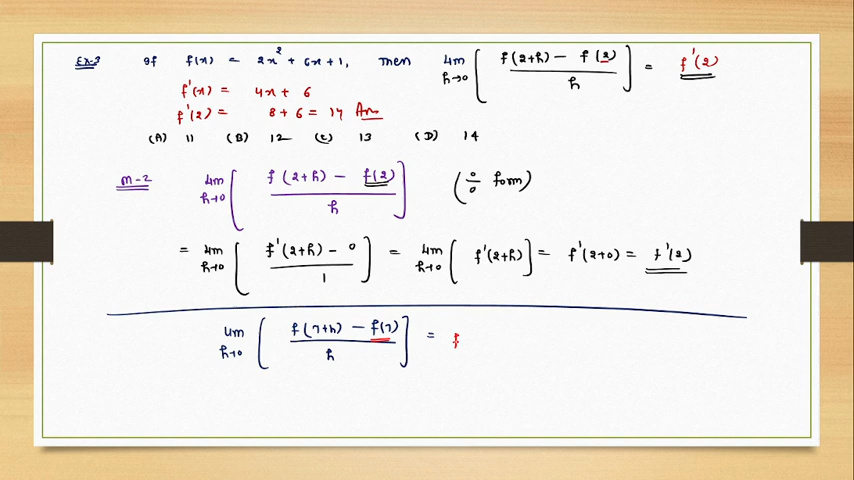 Ex-3 If f(x) = 2x² + 6x + 1, Then lim h→0 [ f(2+h) − f(2) / h ] = f'(2)
f'(x) = 4x + 6
f'(2) = 8 + 6 = 14 Ans
(A) 11 (B) 12 (C) 13 (D) 14
m-2 lim h→0 [ f(2+h) − f(2) / h ] (0/0 form)
= lim h→0 [ f'(2+h) − 0 / 1 ] = lim h→0 [ f'(2+h) ] = f'(2+0) = f'(2)
lim h→0 [ f(7+h) − f(7) / h ] = f